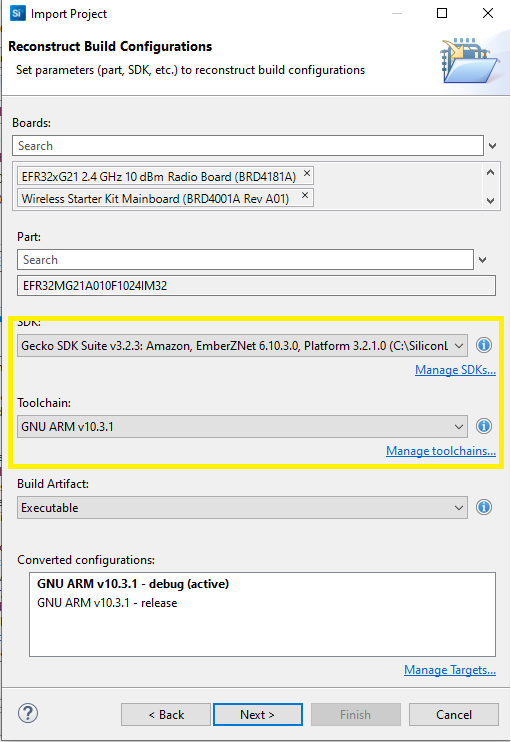 Si Import Project
Reconstruct Build Configurations
Set parameters (part, SDK, etc.) to reconstruct build configurations
Boards:
Search
EFR32xG21 2.4 GHz 10 dBm Radio Board (BRD4181A) ×
Wireless Starter Kit Mainboard (BRD4001A Rev A01) ×
Part:
Search
EFR32MG21A010F1024IM32
SDK:
Gecko SDK Suite v3.2.3: Amazon, EmberZNet 6.10.3.0, Platform 3.2.1.0 (C:\SiliconL
Manage SDKs...
Toolchain:
GNU ARM v10.3.1
Manage toolchains...
Build Artifact:
Executable
Converted configurations:
GNU ARM v10.3.1 - debug (active)
GNU ARM v10.3.1 - release
Manage Targets...
? < Back Next > Finish Cancel